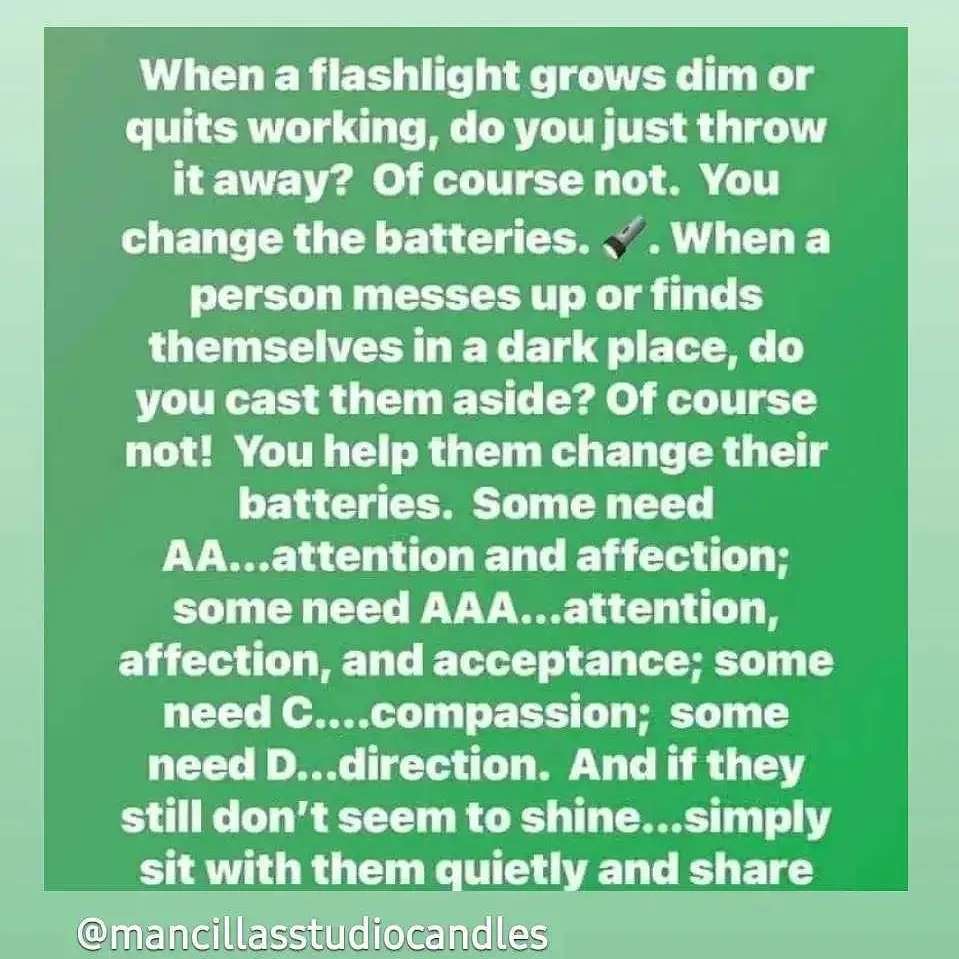 When a flashlight grows dim or
quits working, do you just throw
it away?  Of course not.  You
change the batteries. 🔦. When a
person messes up or finds
themselves in a dark place, do
you cast them aside? Of course
not!  You help them change their
batteries.  Some need
AA...attention and affection;
some need AAA...attention,
affection, and acceptance; some
need C....compassion;  some
need D...direction.  And if they
still don't seem to shine...simply
sit with them quietly and share
@mancillasstudiocandles